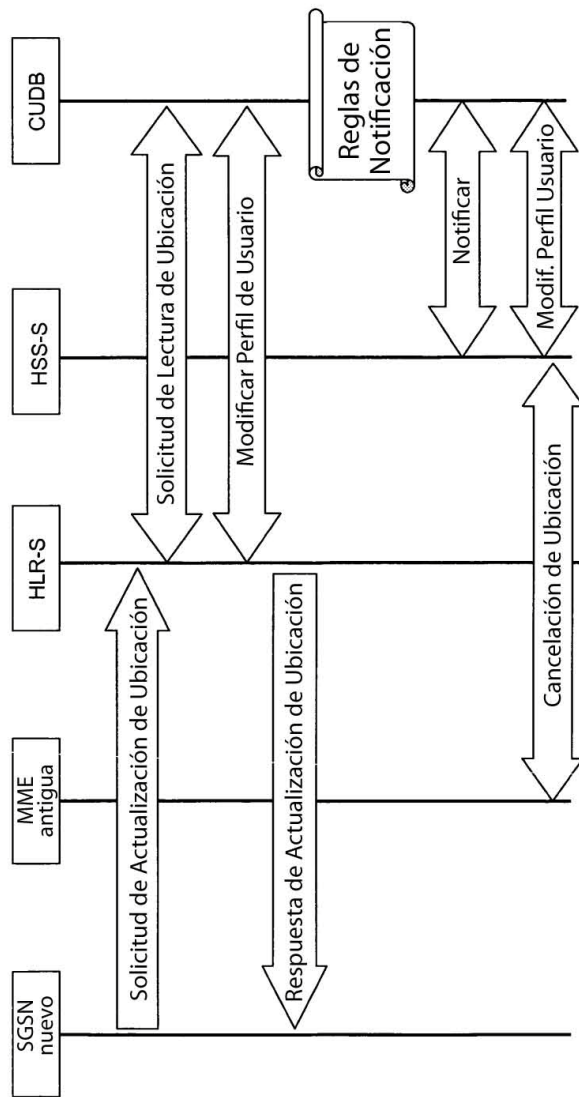 SGSN
nuevo
MME
antigua
HLR-S
HSS-S
CUDB
Solicitud de Actualización de Ubicación
Solicitud de Lectura de Ubicación
Modificar Perfil de Usuario
Respuesta de Actualización de Ubicación
Reglas de
Notificación
Notificar
Cancelación de Ubicación
Modif. Perfil Usuario